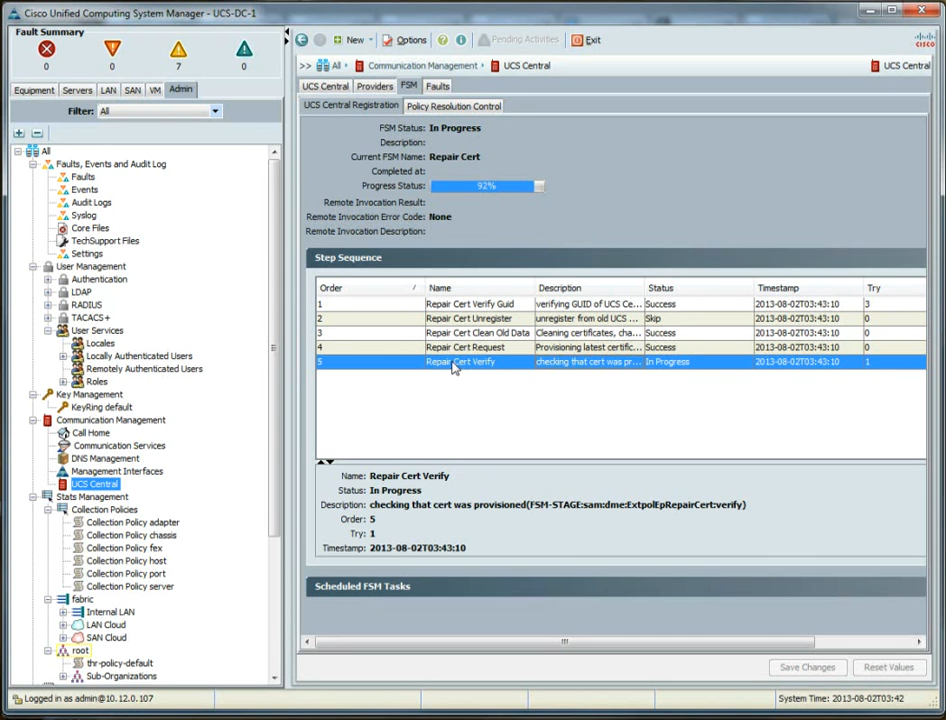 Cisco Unified Computing System Manager - UCS-DC-1
Fault Summary
0 0 7 0
New Options Pending Activities Exit
CISCO
>> All Communication Management UCS Central UCS Central
Equipment Servers LAN SAN VM Admin
Filter: All
All
Faults, Events and Audit Log
Faults
Events
Audit Logs
Syslog
Core Files
TechSupport Files
Settings
User Management
Authentication
LDAP
RADIUS
TACACS+
User Services
Locales
Locally Authenticated Users
Remotely Authenticated Users
Roles
Key Management
KeyRing default
Communication Management
Call Home
Communication Services
DNS Management
Management Interfaces
UCS Central
Stats Management
Collection Policies
Collection Policy adapter
Collection Policy chassis
Collection Policy fex
Collection Policy host
Collection Policy port
Collection Policy server
fabric
Internal LAN
LAN Cloud
SAN Cloud
root
thr-policy-default
Sub-Organizations
UCS Central Providers FSM Faults
UCS Central Registration Policy Resolution Control
FSM Status: In Progress
Description:
Current FSM Name: Repair Cert
Completed at:
Progress Status: 92%
Remote Invocation Result:
Remote Invocation Error Code: None
Remote Invocation Description:
Step Sequence
Order Name Description Status Timestamp Try
1 Repair Cert Verify Guid verifying GUID of UCS Ce... Success 2013-08-02T03:43:10 3
2 Repair Cert Unregister unregister from old UCS ... Skip 2013-08-02T03:43:10 0
3 Repair Cert Clean Old Data Cleaning certificates, cha... Success 2013-08-02T03:43:10 0
4 Repair Cert Request Provisioning latest certific... Success 2013-08-02T03:43:10 0
5 Repair Cert Verify checking that cert was pr... In Progress 2013-08-02T03:43:10 1
Name: Repair Cert Verify
Status: In Progress
Description: checking that cert was provisioned(FSM-STAGE:sam:dme:ExtpolEpRepairCert:verify)
Order: 5
Try: 1
Timestamp: 2013-08-02T03:43:10
Scheduled FSM Tasks
Save Changes Reset Values
Logged in as admin@10.12.0.107 System Time: 2013-08-02T03:42